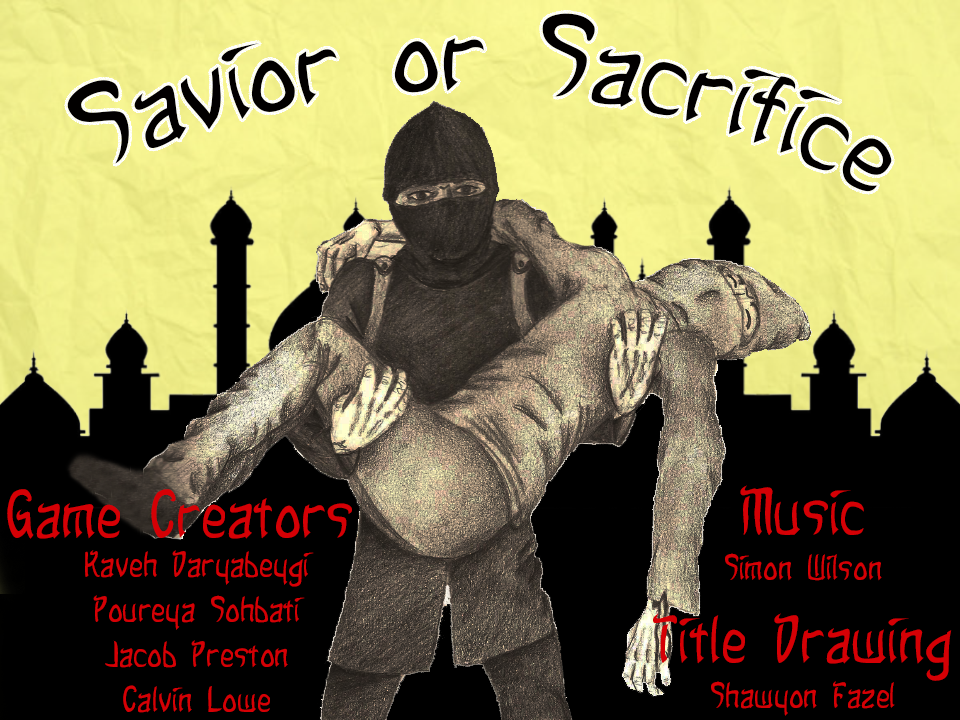 Savior or Sacrifice
Game Creators
Kaveh Daryabeygi
Poureya Sohbati
Jacob Preston
Calvin Lowe
Music
Simon Wilson
Title Drawing
Shawyon Fazel